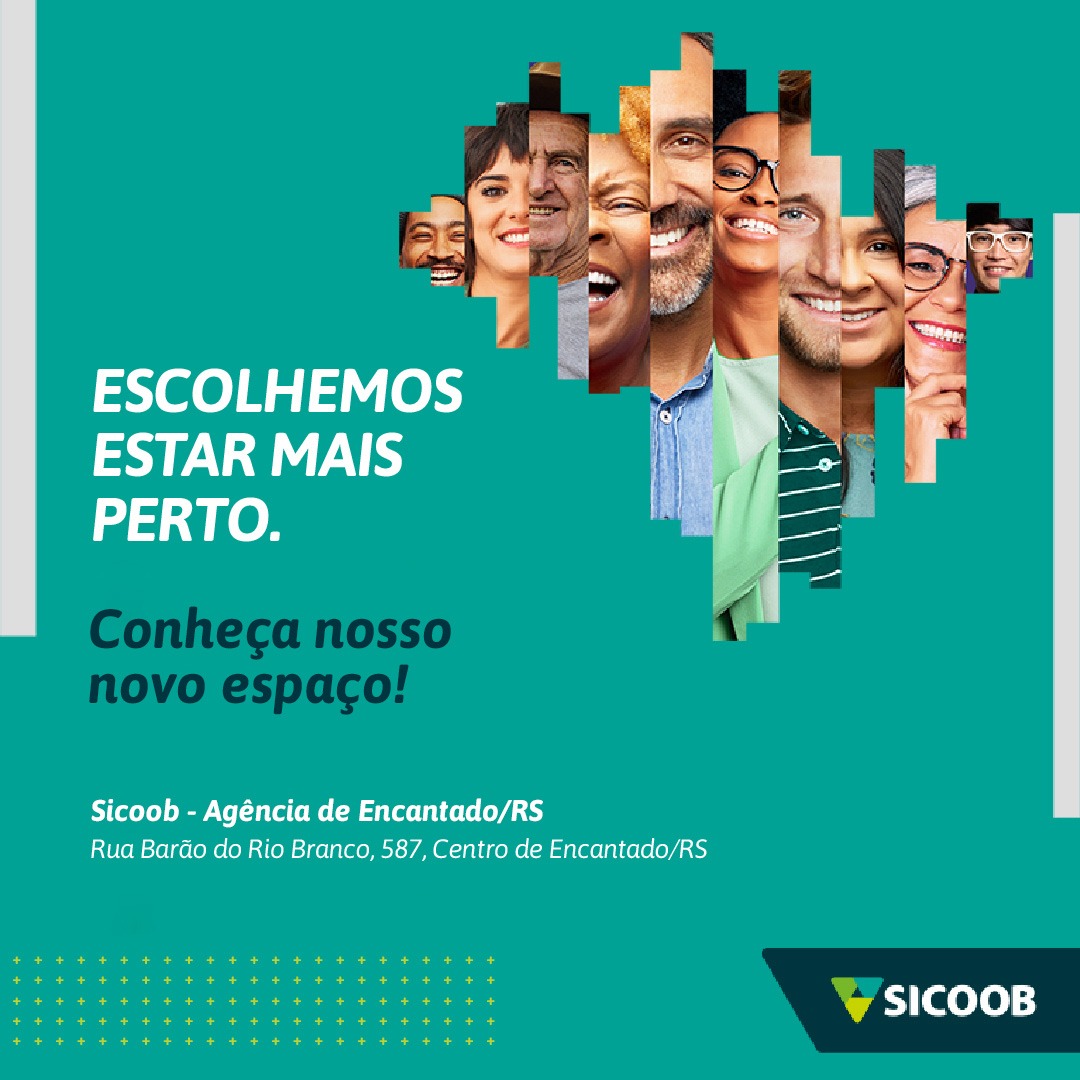 ESCOLHEMOS
ESTAR MAIS
PERTO.
Conheça nosso
novo espaço!
Sicoob - Agência de Encantado/RS
Rua Barão do Rio Branco, 587, Centro de Encantado/RS
SICOOB